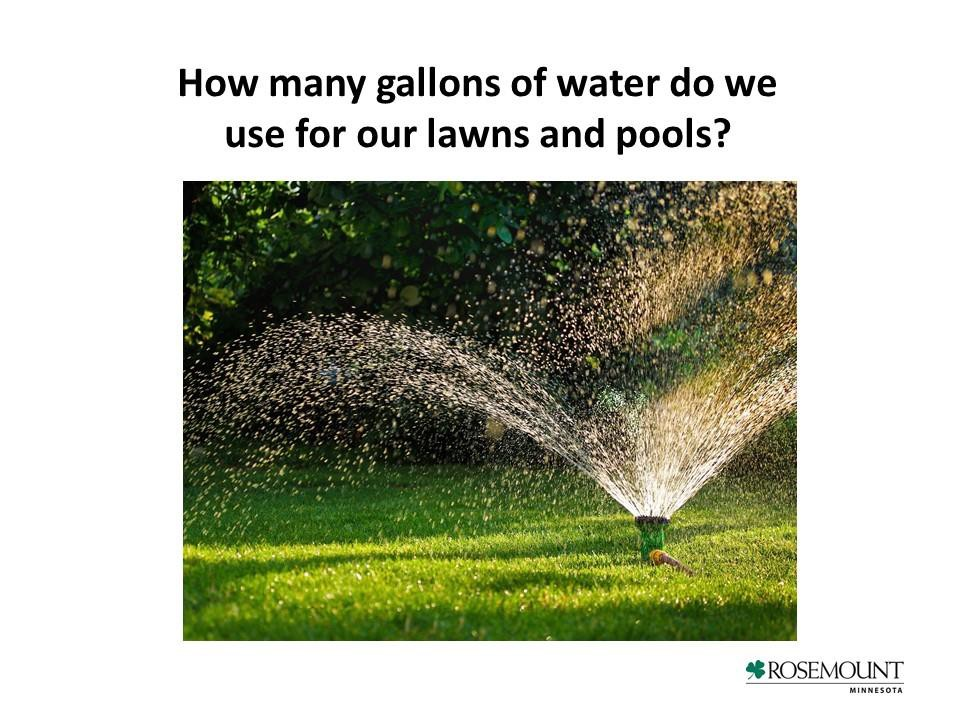 How many gallons of water do we
use for our lawns and pools?
ROSEMOUNT
MINNESOTA